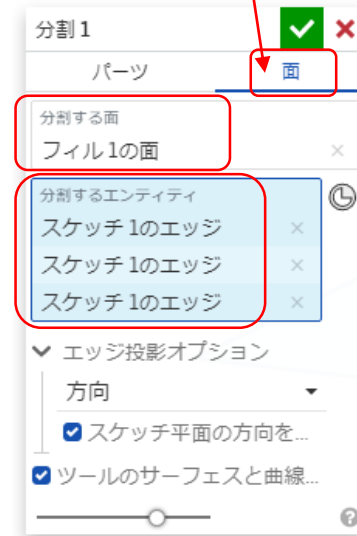 分割 1
パーツ 面
分割する面
フィル 1の面
分割するエンティティ
スケッチ 1のエッジ
スケッチ 1のエッジ
スケッチ 1のエッジ
エッジ投影オプション
方向
スケッチ平面の方向を...
ツールのサーフェスと曲線...